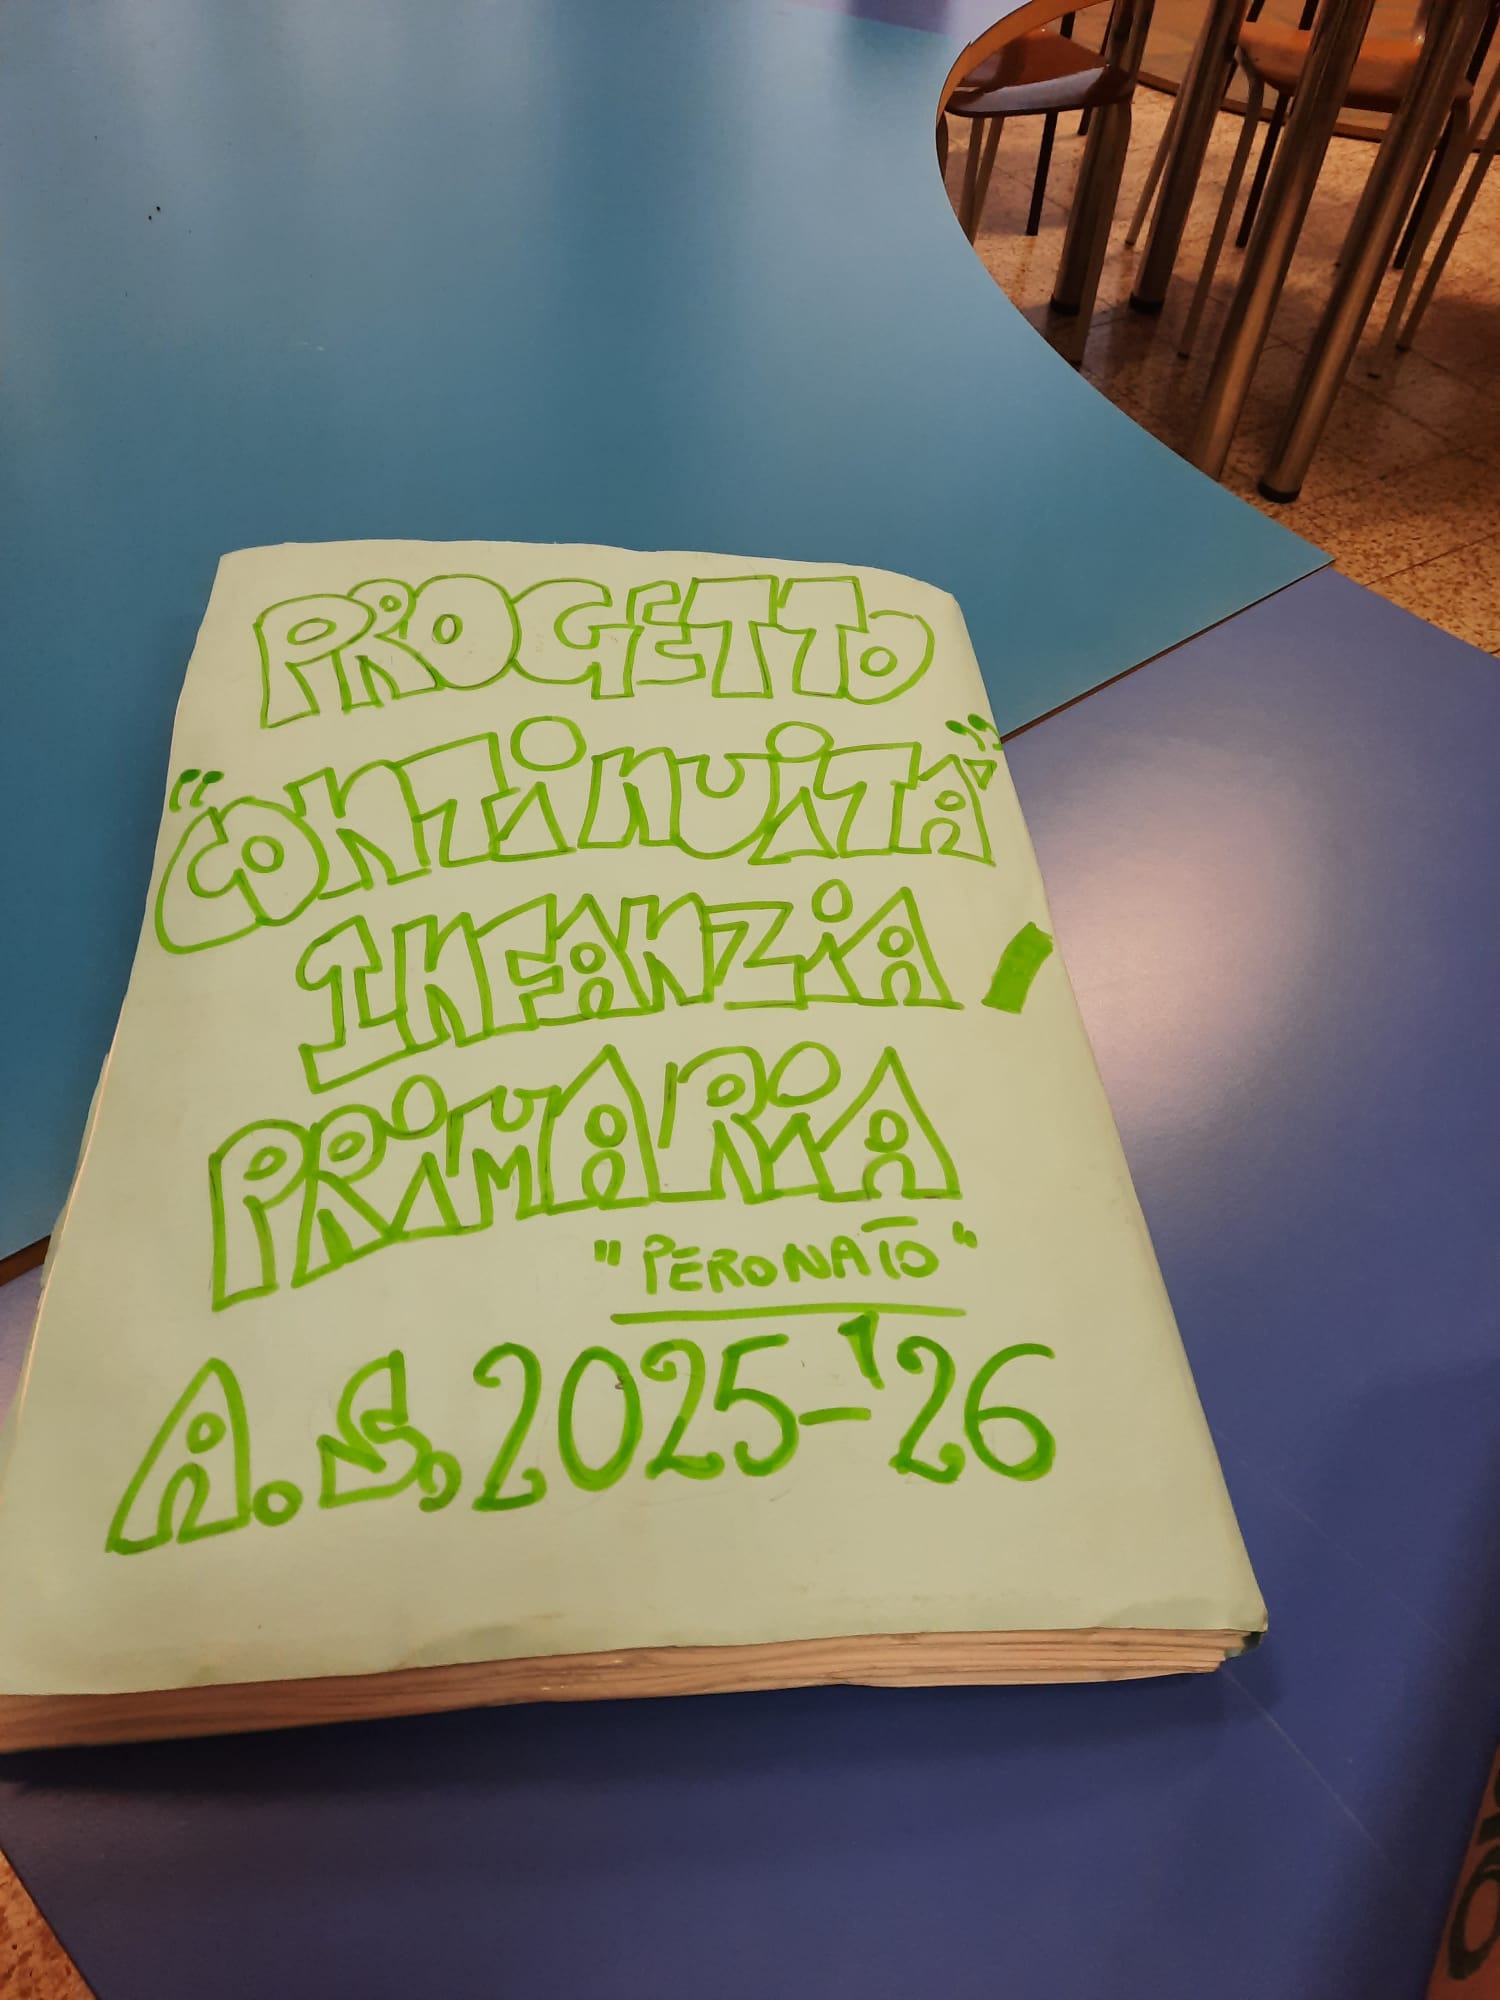 PROGETTO
"CONTINUITÀ"
INFANZIA /
PRIMARIA
"PERONATO"
A.S. 2025-'26